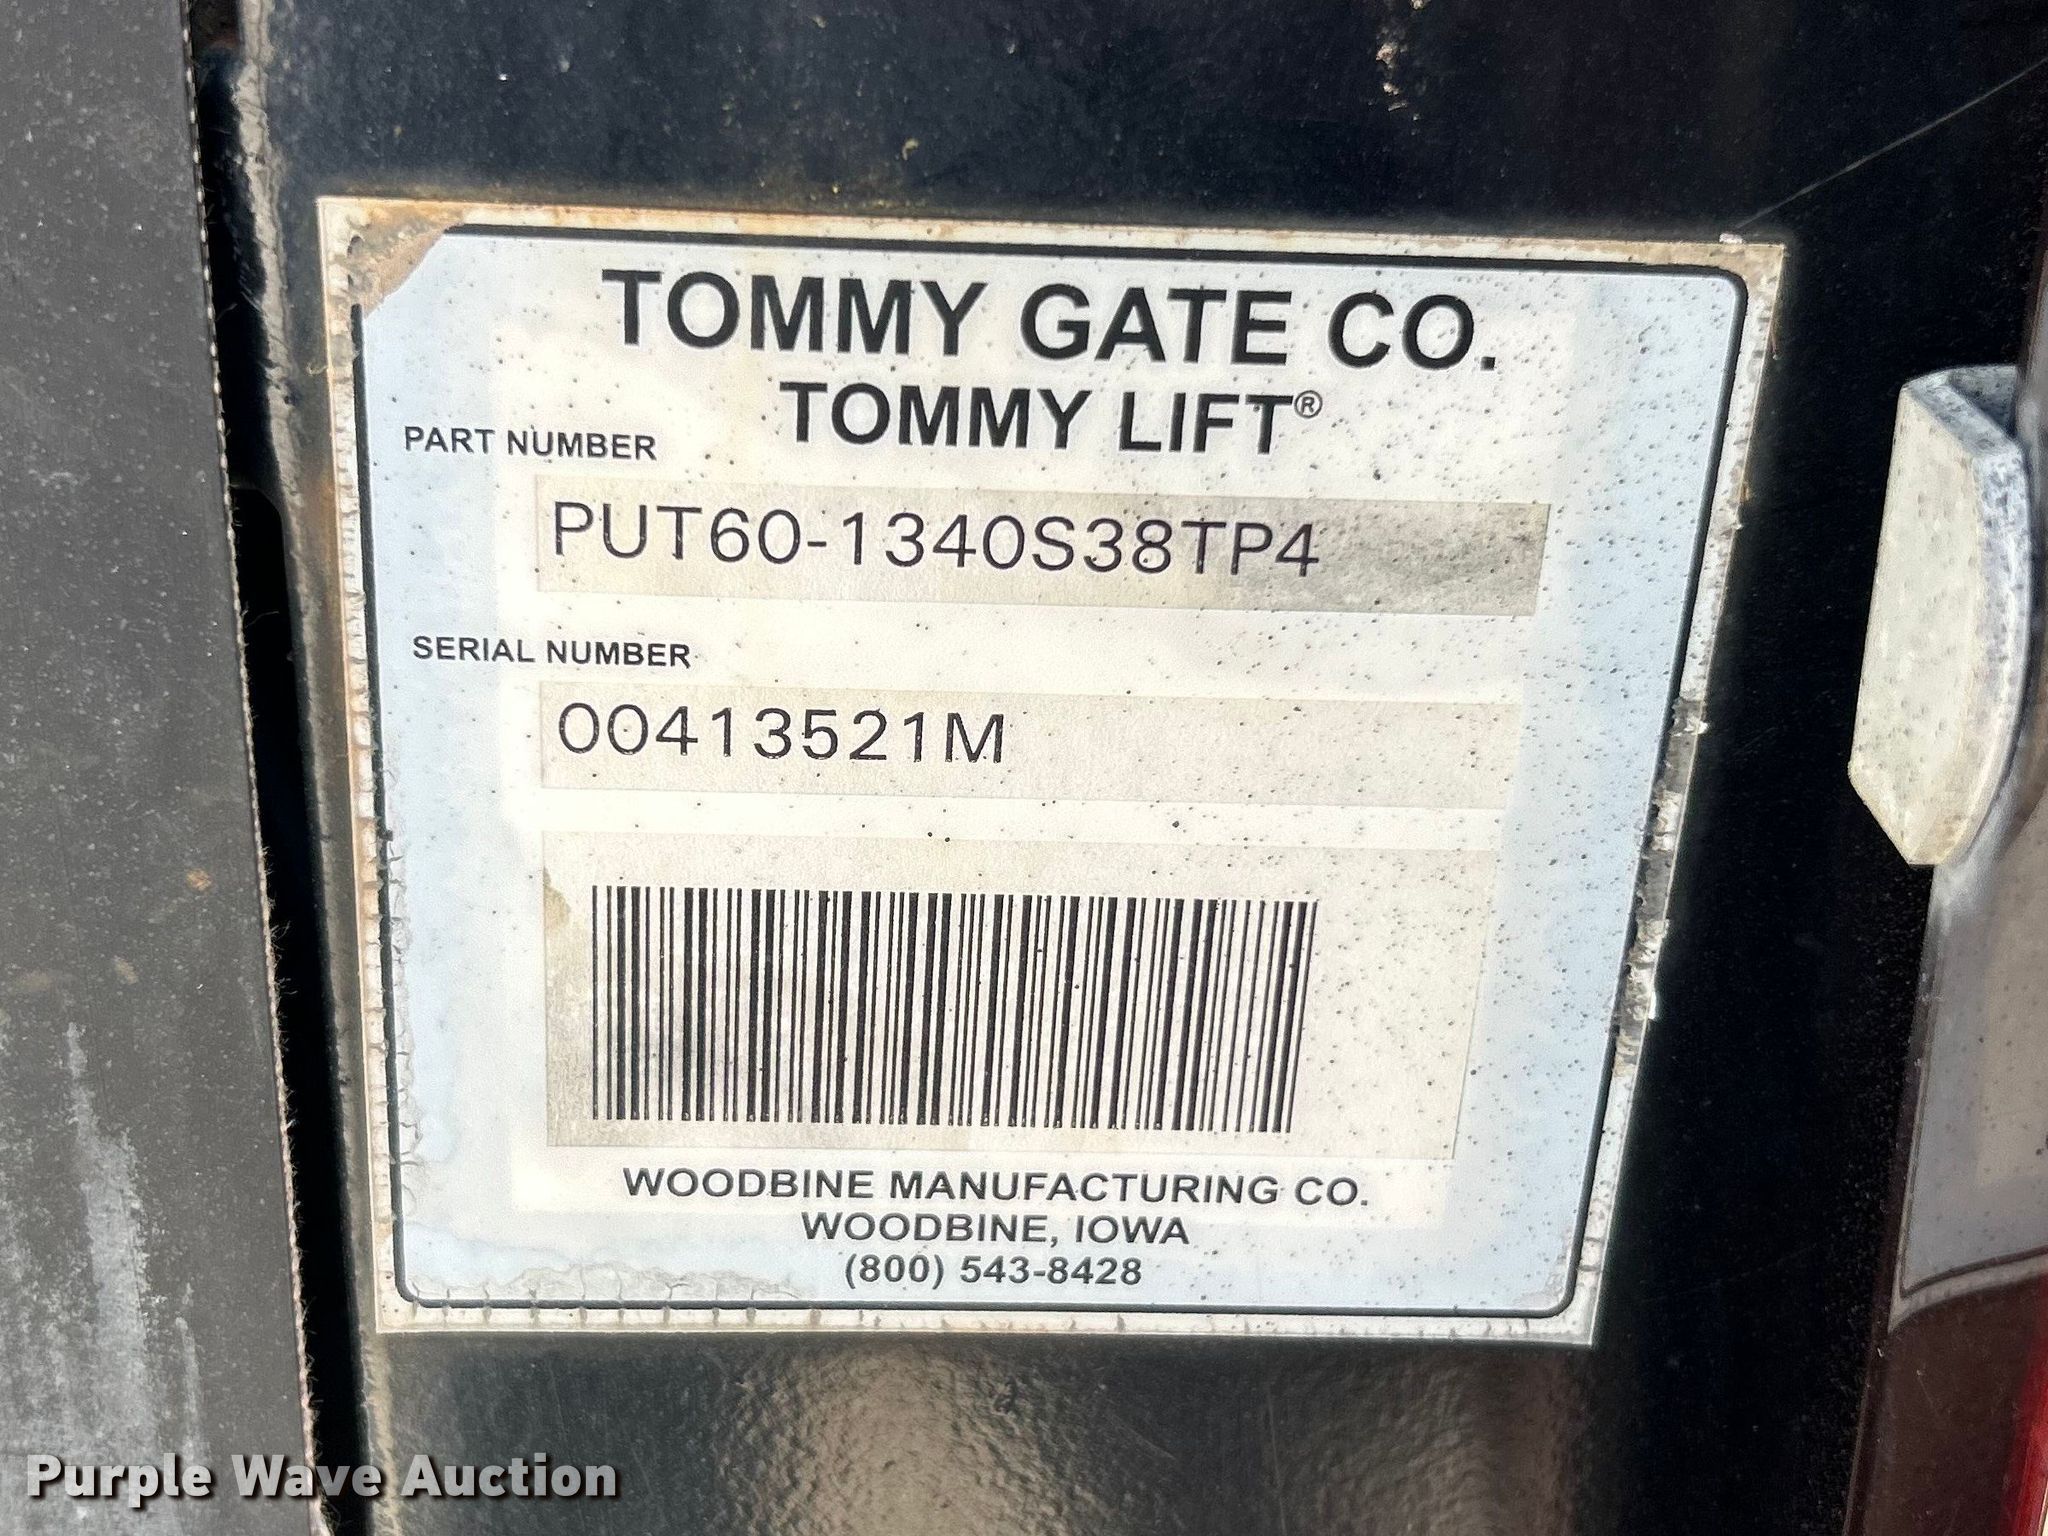 TOMMY GATE CO.
TOMMY LIFT®
PART NUMBER
PUT60-1340S38TP4
SERIAL NUMBER
00413521M
WOODBINE MANUFACTURING CO.
WOODBINE, IOWA
(800) 543-8428
Purple Wave Auction